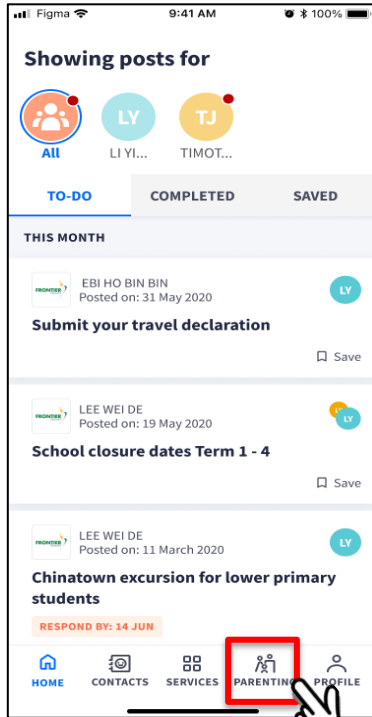 Figma 9:41 AM 100%
Showing posts for
LY TJ
All LI YI... TIMOT...
TO-DO COMPLETED SAVED
THIS MONTH
FRONTIER EBI HO BIN BIN LY
Posted on: 31 May 2020
Submit your travel declaration
Save
FRONTIER LEE WEI DE LY
Posted on: 19 May 2020
School closure dates Term 1 - 4
Save
FRONTIER LEE WEI DE LY
Posted on: 11 March 2020
Chinatown excursion for lower primary
students
RESPOND BY: 14 JUN
HOME CONTACTS SERVICES PARENTING PROFILE